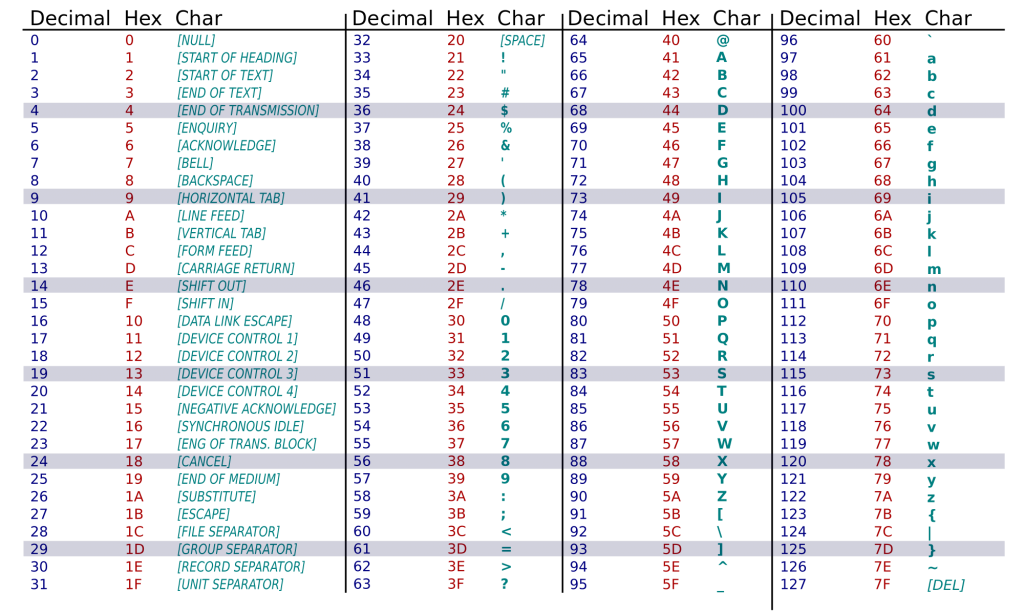 Decimal Hex Char Decimal Hex Char Decimal Hex Char Decimal Hex Char
0 0 [NULL] 32 20 [SPACE] 64 40 @ 96 60 `
1 1 [START OF HEADING] 33 21 ! 65 41 A 97 61 a
2 2 [START OF TEXT] 34 22 " 66 42 B 98 62 b
3 3 [END OF TEXT] 35 23 # 67 43 C 99 63 c
4 4 [END OF TRANSMISSION] 36 24 $ 68 44 D 100 64 d
5 5 [ENQUIRY] 37 25 % 69 45 E 101 65 e
6 6 [ACKNOWLEDGE] 38 26 & 70 46 F 102 66 f
7 7 [BELL] 39 27 ' 71 47 G 103 67 g
8 8 [BACKSPACE] 40 28 ( 72 48 H 104 68 h
9 9 [HORIZONTAL TAB] 41 29 ) 73 49 I 105 69 i
10 A [LINE FEED] 42 2A * 74 4A J 106 6A j
11 B [VERTICAL TAB] 43 2B + 75 4B K 107 6B k
12 C [FORM FEED] 44 2C , 76 4C L 108 6C l
13 D [CARRIAGE RETURN] 45 2D - 77 4D M 109 6D m
14 E [SHIFT OUT] 46 2E . 78 4E N 110 6E n
15 F [SHIFT IN] 47 2F / 79 4F O 111 6F o
16 10 [DATA LINK ESCAPE] 48 30 0 80 50 P 112 70 p
17 11 [DEVICE CONTROL 1] 49 31 1 81 51 Q 113 71 q
18 12 [DEVICE CONTROL 2] 50 32 2 82 52 R 114 72 r
19 13 [DEVICE CONTROL 3] 51 33 3 83 53 S 115 73 s
20 14 [DEVICE CONTROL 4] 52 34 4 84 54 T 116 74 t
21 15 [NEGATIVE ACKNOWLEDGE] 53 35 5 85 55 U 117 75 u
22 16 [SYNCHRONOUS IDLE] 54 36 6 86 56 V 118 76 v
23 17 [ENG OF TRANS. BLOCK] 55 37 7 87 57 W 119 77 w
24 18 [CANCEL] 56 38 8 88 58 X 120 78 x
25 19 [END OF MEDIUM] 57 39 9 89 59 Y 121 79 y
26 1A [SUBSTITUTE] 58 3A : 90 5A Z 122 7A z
27 1B [ESCAPE] 59 3B ; 91 5B [ 123 7B {
28 1C [FILE SEPARATOR] 60 3C < 92 5C \ 124 7C |
29 1D [GROUP SEPARATOR] 61 3D = 93 5D ] 125 7D }
30 1E [RECORD SEPARATOR] 62 3E > 94 5E ^ 126 7E ~
31 1F [UNIT SEPARATOR] 63 3F ? 95 5F _ 127 7F [DEL]